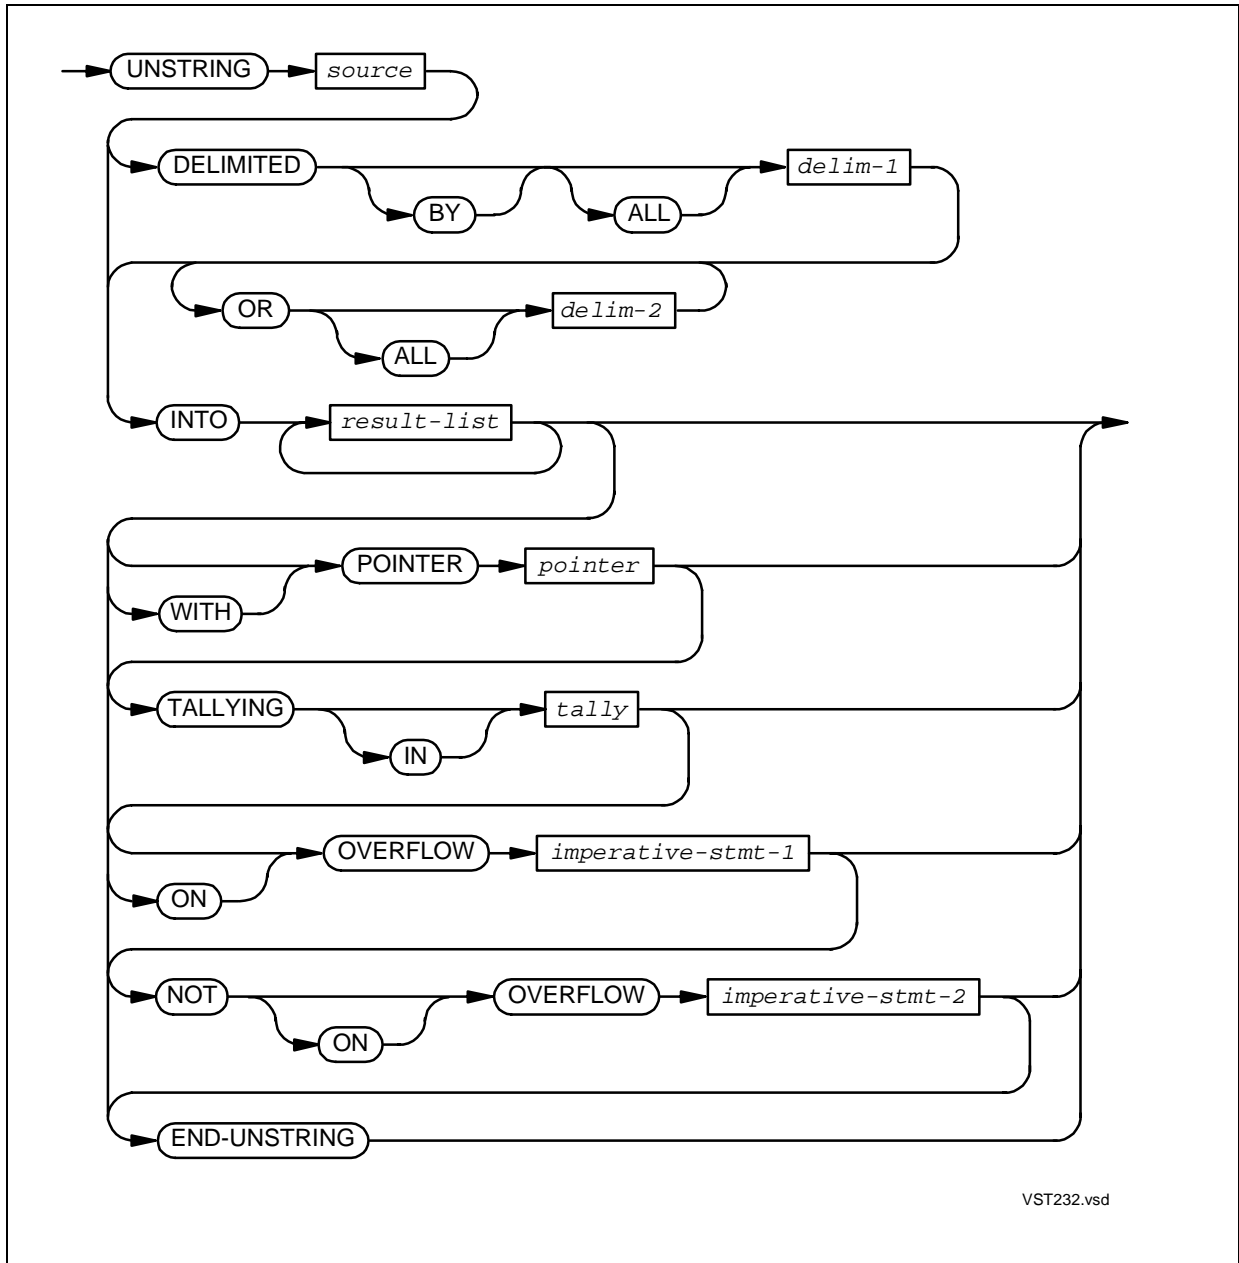 UNSTRING source
DELIMITED delim-1
BY ALL
OR delim-2
ALL
INTO result-list
POINTER pointer
WITH
TALLYING tally
IN
OVERFLOW imperative-stmt-1
ON
NOT OVERFLOW imperative-stmt-2
ON
END-UNSTRING
VST232.vsd